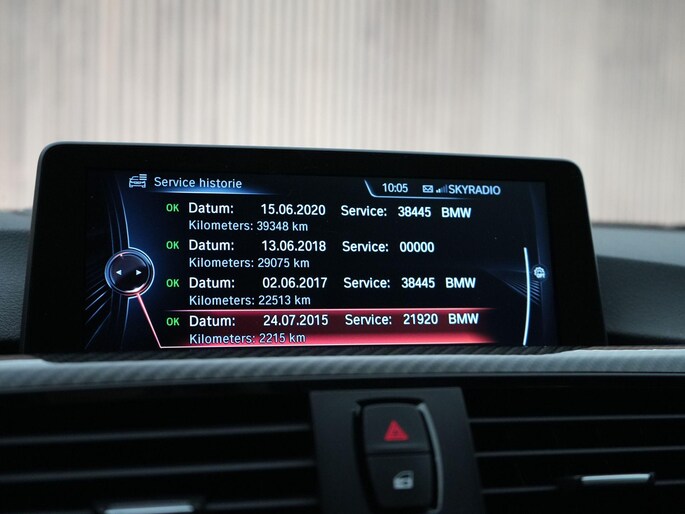 Service historie
10:05 SKYRADIO
OK Datum: 15.06.2020 Service: 38445 BMW
Kilometers: 39348 km
OK Datum: 13.06.2018 Service: 00000
Kilometers: 29075 km
OK Datum: 02.06.2017 Service: 38445 BMW
Kilometers: 22513 km
OK Datum: 24.07.2015 Service: 21920 BMW
Kilometers: 2215 km